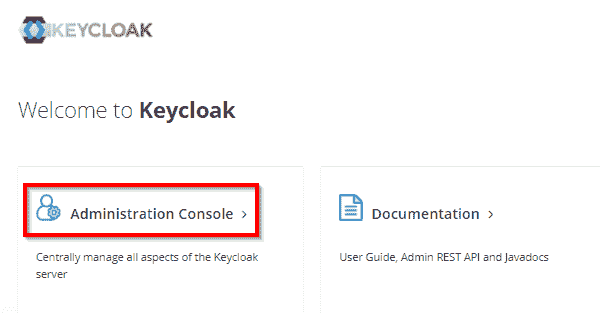 KEYCLOAK
Welcome to Keycloak
Administration Console ›
Documentation ›
Centrally manage all aspects of the Keycloak
server
User Guide, Admin REST API and Javadocs